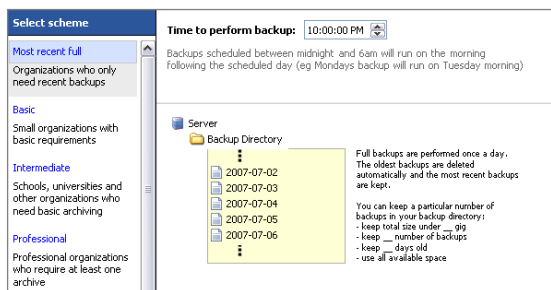 Select scheme
Most recent full
Organizations who only
need recent backups
Basic
Small organizations with
basic requirements
Intermediate
Schools, universities and
other organizations who
need basic archiving
Professional
Professional organizations
who require at least one
archive
Time to perform backup: 10:00:00 PM
Backups scheduled between midnight and 6am will run on the morning
following the scheduled day (eg Mondays backup will run on Tuesday morning)
Server
Backup Directory
2007-07-02
2007-07-03
2007-07-04
2007-07-05
2007-07-06
Full backups are performed once a day.
The oldest backups are deleted
automatically and the most recent backups
are kept.
You can keep a particular number of
backups in your backup directory:
- keep total size under __ gig
- keep __ number of backups
- keep __ days old
- use all available space